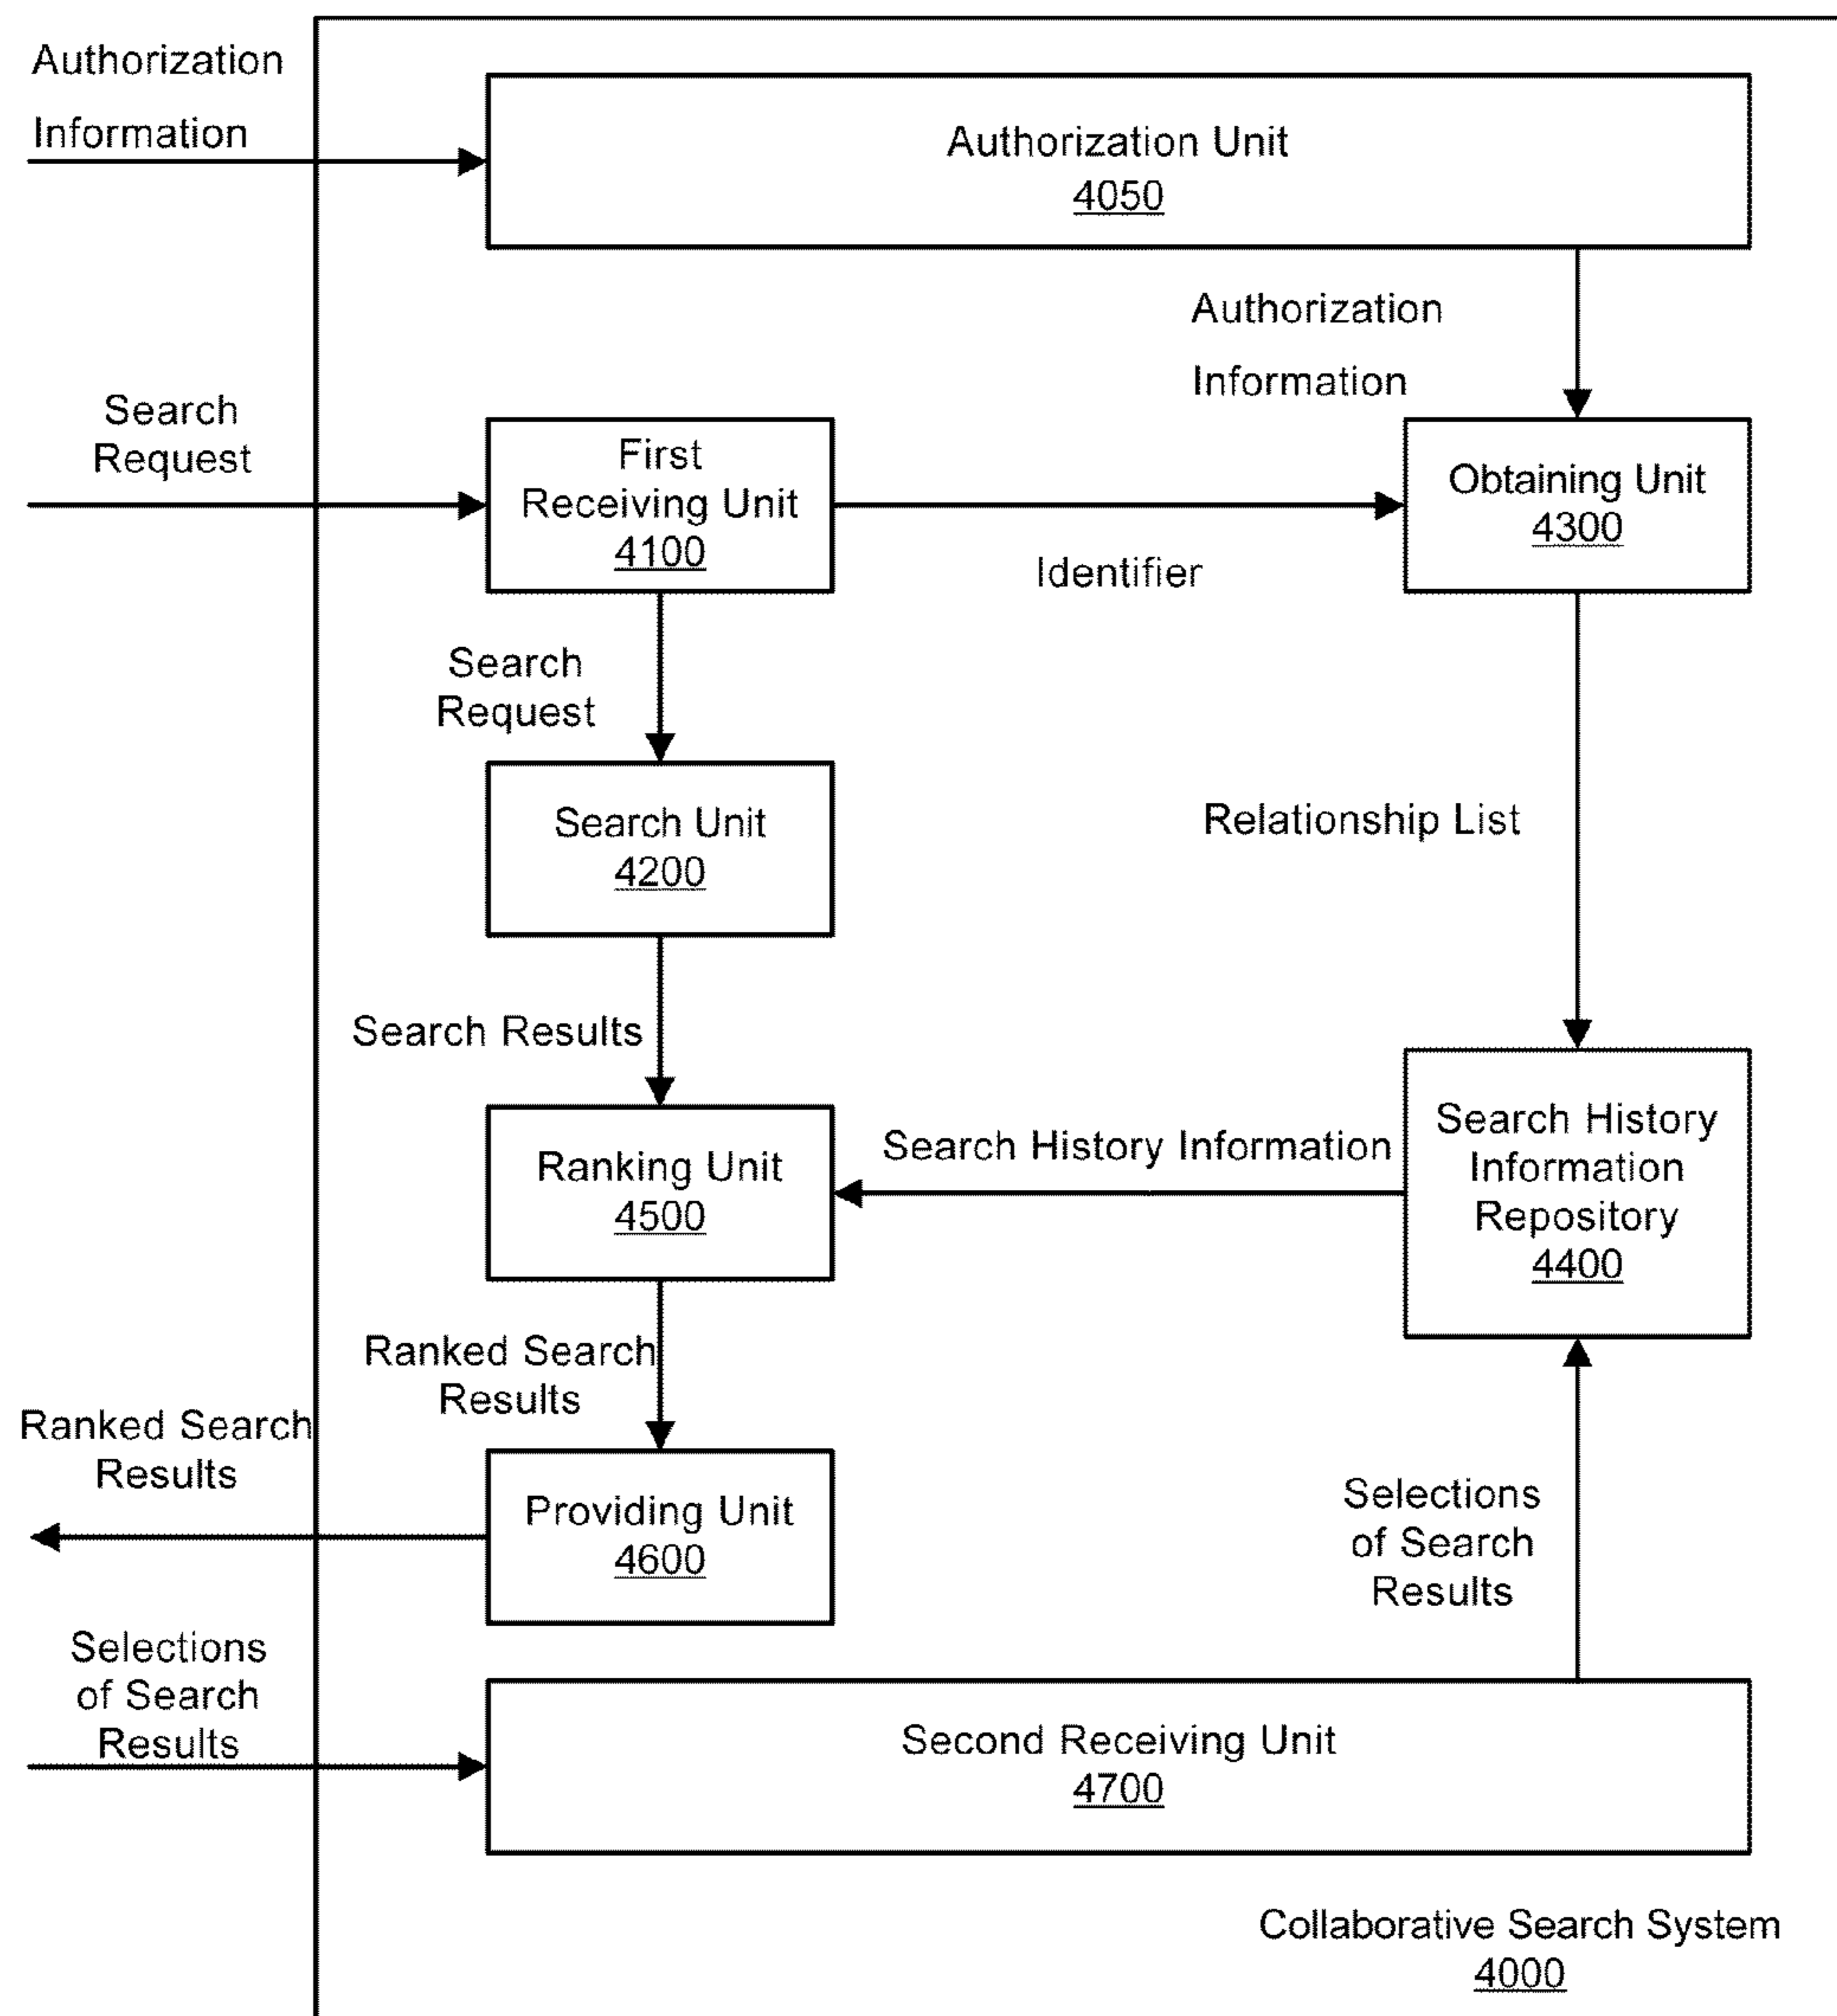 Authorization
Information
Authorization Unit
4050
Authorization
Information
Search
Request
First
Receiving Unit
4100
Identifier
Obtaining Unit
4300
Search
Request
Search Unit
4200
Relationship List
Search Results
Ranking Unit
4500
Search History Information
Search History
Information
Repository
4400
Ranked Search
Results
Ranked Search
Results
Providing Unit
4600
Selections
of Search
Results
Selections
of Search
Results
Second Receiving Unit
4700
Collaborative Search System
4000